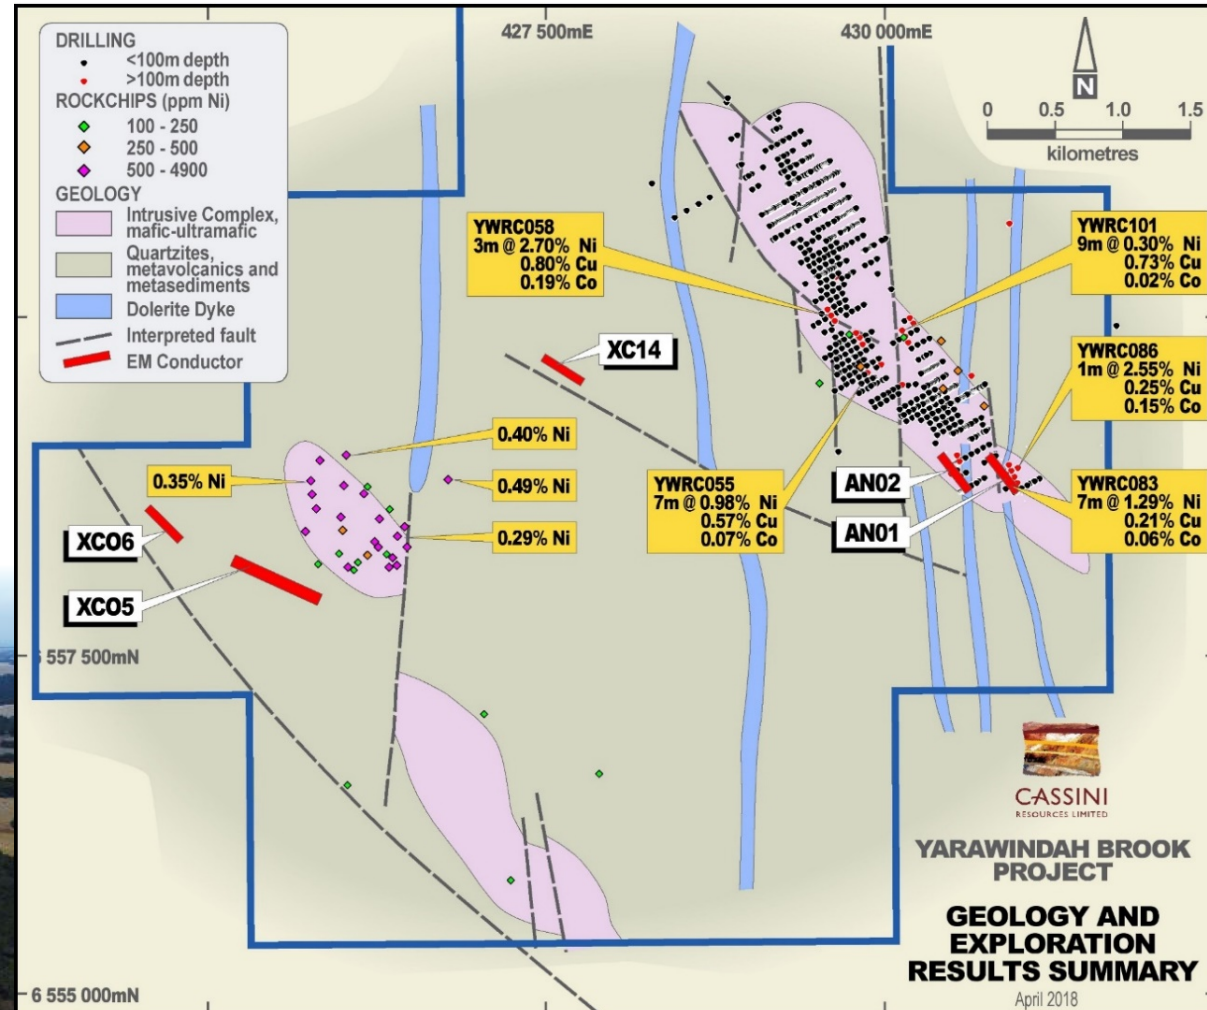 427 500mE
430 000mE
DRILLING
<100m depth
>100m depth
ROCKCHIPS (ppm Ni)
100 - 250
250 - 500
500 - 4900
GEOLOGY
Intrusive Complex,
mafic-ultramafic
Quartzites,
metavolcanics and
metasediments
Dolerite Dyke
Interpreted fault
EM Conductor
N
0 0.5 1.0 1.5
kilometres
YWRC058
3m @ 2.70% Ni
0.80% Cu
0.19% Co
YWRC101
9m @ 0.30% Ni
0.73% Cu
0.02% Co
XC14
YWRC086
1m @ 2.55% Ni
0.25% Cu
0.15% Co
0.40% Ni
0.35% Ni
0.49% Ni
0.29% Ni
YWRC055
7m @ 0.98% Ni
0.57% Cu
0.07% Co
AN02
AN01
YWRC083
7m @ 1.29% Ni
0.21% Cu
0.06% Co
XCO6
XCO5
6 557 500mN
CASSINI
RESOURCES LIMITED
YARAWINDAH BROOK
PROJECT
GEOLOGY AND
EXPLORATION
RESULTS SUMMARY
April 2018
6 555 000mN